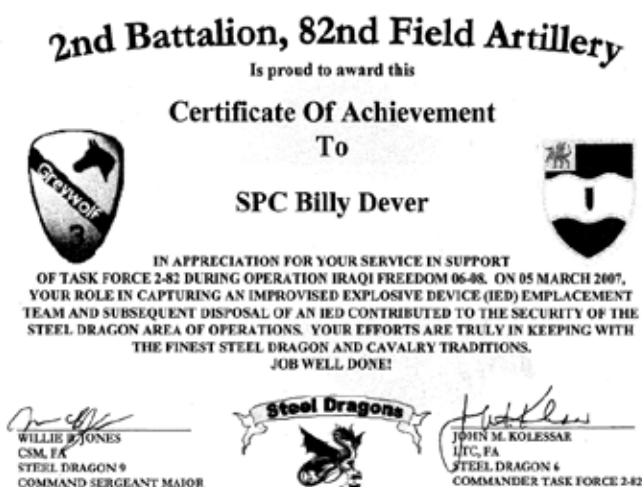 2nd Battalion, 82nd Field Artillery
Is proud to award this
Certificate Of Achievement
To
SPC Billy Dever
Greywolf
3
IN APPRECIATION FOR YOUR SERVICE IN SUPPORT
OF TASK FORCE 2-82 DURING OPERATION IRAQI FREEDOM 06-08. ON 05 MARCH 2007,
YOUR ROLE IN CAPTURING AN IMPROVISED EXPLOSIVE DEVICE (IED) EMPLACEMENT
TEAM AND SUBSEQUENT DISPOSAL OF AN IED CONTRIBUTED TO THE SECURITY OF THE
STEEL DRAGON AREA OF OPERATIONS. YOUR EFFORTS ARE TRULY IN KEEPING WITH
THE FINEST STEEL DRAGON AND CAVALRY TRADITIONS.
JOB WELL DONE!
Steel Dragons
WILLIE D JONES
CSM, FA
STEEL DRAGON 9
COMMAND SERGEANT MAJOR
JOHN M. KOLESSAR
LTC, FA
STEEL DRAGON 6
COMMANDER TASK FORCE 2-82